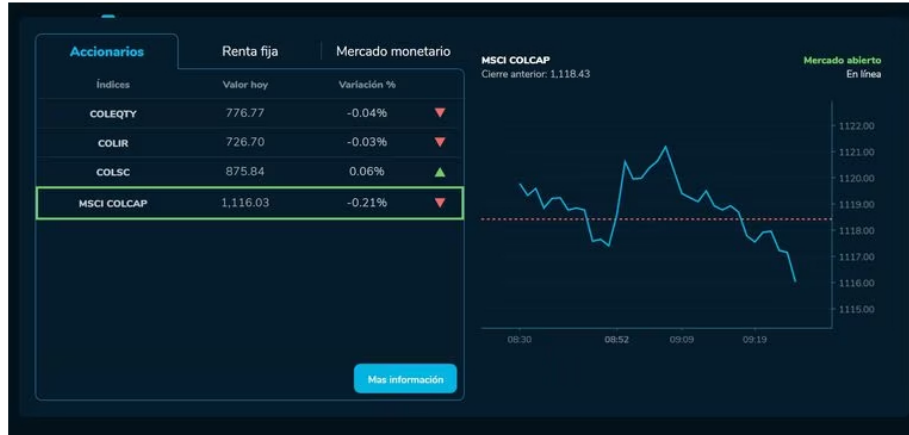 Accionarios Renta fija Mercado monetario
Índices Valor hoy Variación %
COLEQTY 776.77 -0.04%
COLIR 726.70 -0.03%
COLSC 875.84 0.06%
MSCI COLCAP 1,116.03 -0.21%
Mas información
MSCI COLCAP
Cierre anterior: 1,118.43
Mercado abierto
En línea
1122.00
1121.00
1120.00
1119.00
1118.00
1117.00
1116.00
1115.00
08:30 08:52 09:09 09:19